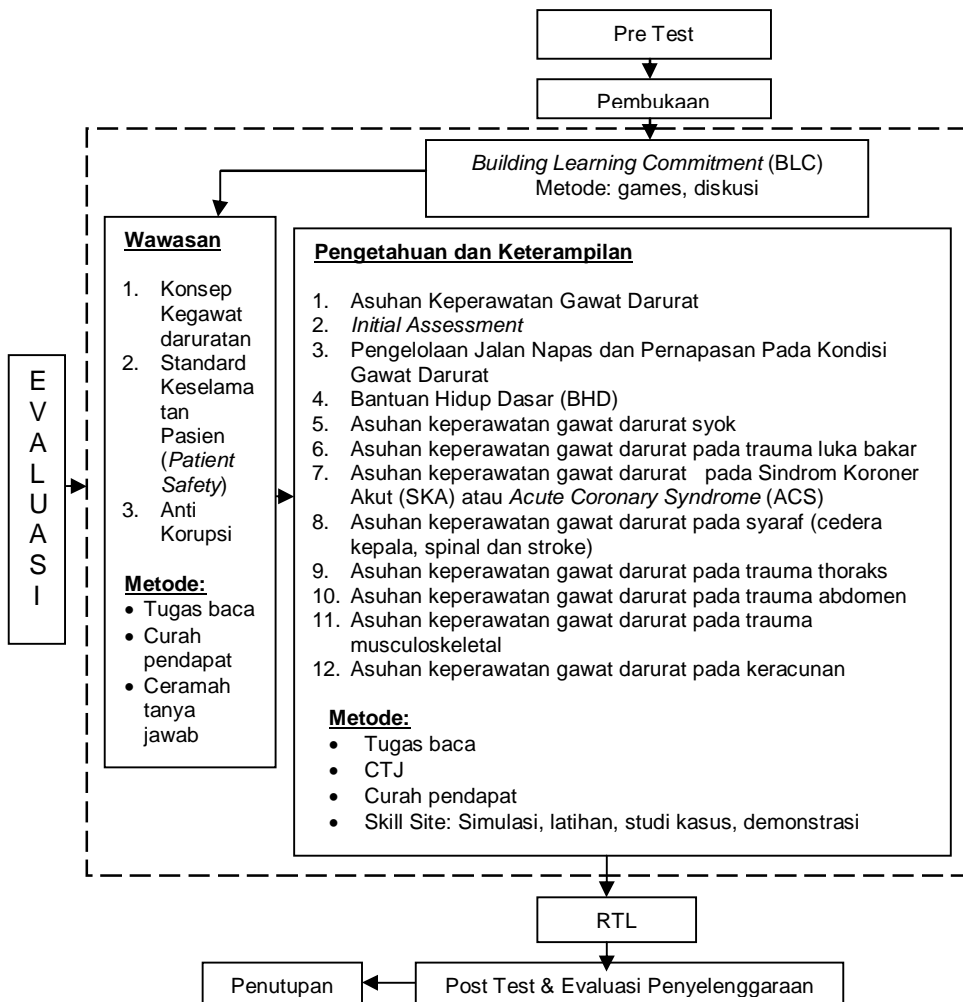 Pre Test
Pembukaan
Building Learning Commitment (BLC)
Metode: games, diskusi
E
V
A
L
U
A
S
I
Wawasan
1. Konsep
Kegawat
daruratan
2. Standard
Keselama
tan
Pasien
(Patient
Safety)
3. Anti
Korupsi
Metode:
• Tugas baca
• Curah
pendapat
• Ceramah
tanya
jawab
Pengetahuan dan Keterampilan
1. Asuhan Keperawatan Gawat Darurat
2. Initial Assessment
3. Pengelolaan Jalan Napas dan Pernapasan Pada Kondisi
Gawat Darurat
4. Bantuan Hidup Dasar (BHD)
5. Asuhan keperawatan gawat darurat syok
6. Asuhan keperawatan gawat darurat pada trauma luka bakar
7. Asuhan keperawatan gawat darurat pada Sindrom Koroner
Akut (SKA) atau Acute Coronary Syndrome (ACS)
8. Asuhan keperawatan gawat darurat pada syaraf (cedera
kepala, spinal dan stroke)
9. Asuhan keperawatan gawat darurat pada trauma thoraks
10. Asuhan keperawatan gawat darurat pada trauma abdomen
11. Asuhan keperawatan gawat darurat pada trauma
musculoskeletal
12. Asuhan keperawatan gawat darurat pada keracunan
Metode:
• Tugas baca
• CTJ
• Curah pendapat
• Skill Site: Simulasi, latihan, studi kasus, demonstrasi
RTL
Post Test & Evaluasi Penyelenggaraan
Penutupan